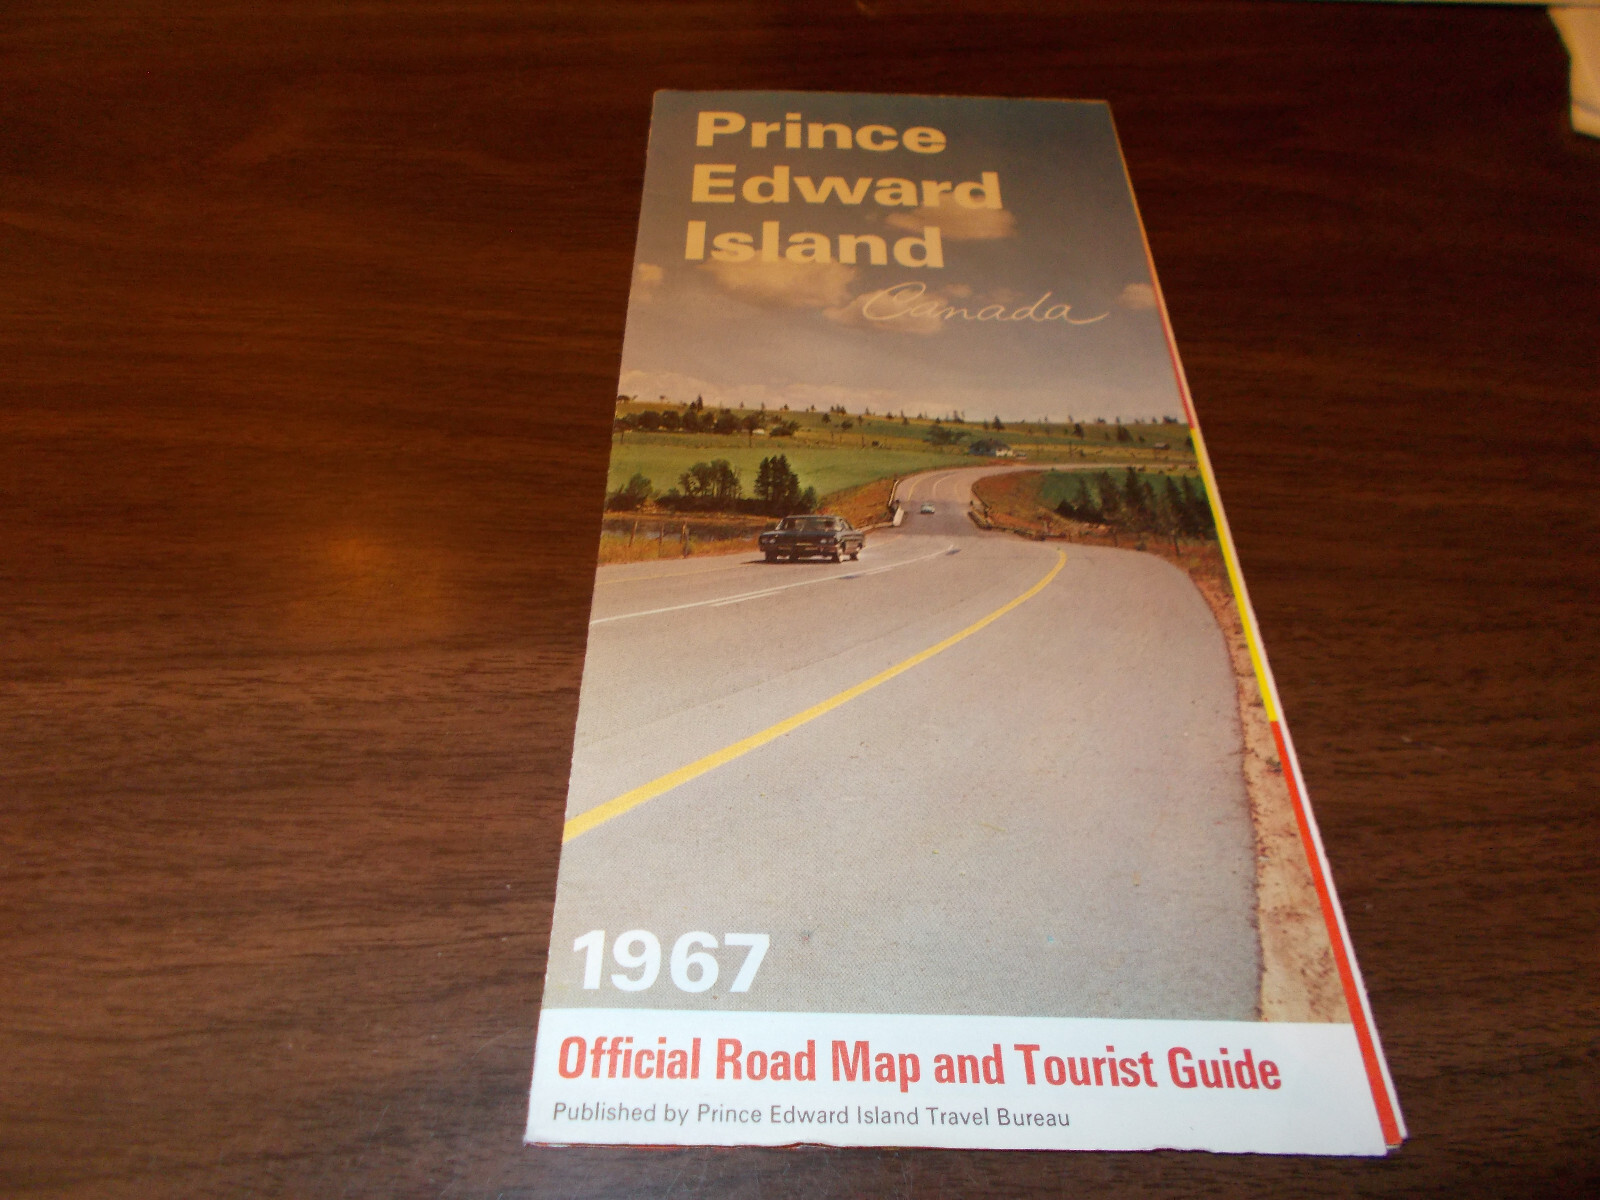 Prince
Edward
Island
Canada
1967
Official Road Map and Tourist Guide
Published by Prince Edward Island Travel Bureau